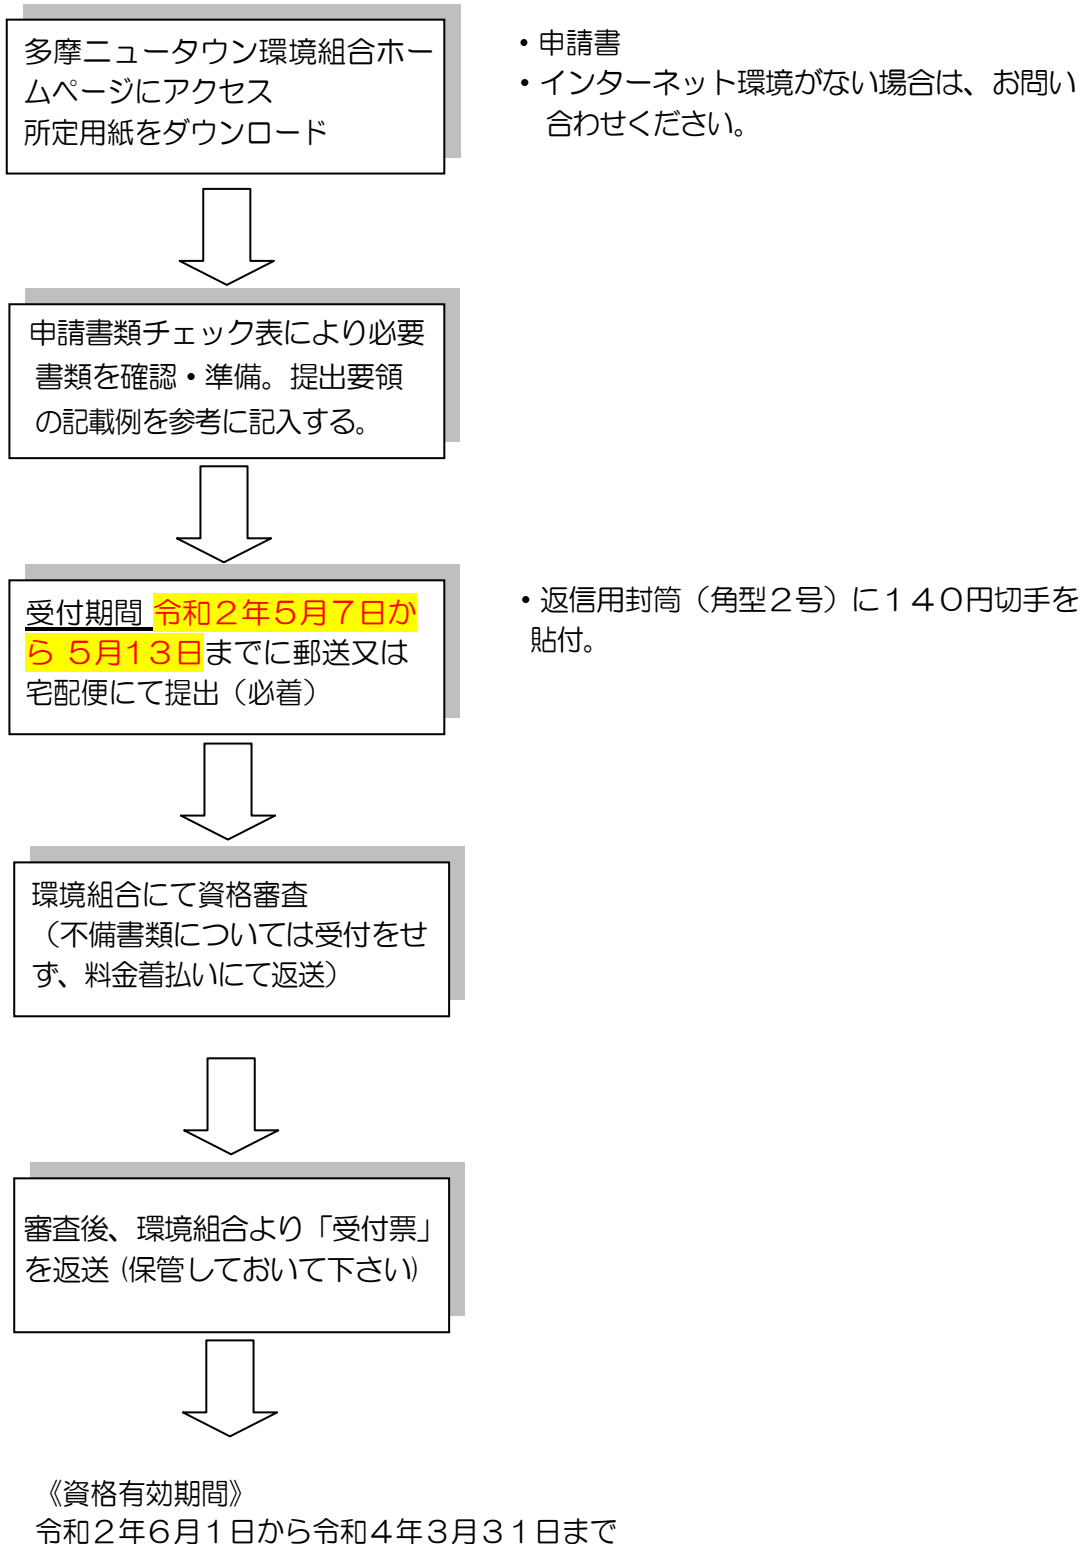 多摩ニュータウン環境組合ホー
ムページにアクセス
所定用紙をダウンロード
・申請書
・インターネット環境がない場合は、お問い
合わせください。
申請書類チェック表により必要
書類を確認・準備。提出要領
の記載例を参考に記入する。
受付期間 令和２年５月７日か
ら ５月１３日までに郵送又は
宅配便にて提出（必着）
・返信用封筒（角型２号）に１４０円切手を
貼付。
環境組合にて資格審査
（不備書類については受付をせ
ず、料金着払いにて返送）
審査後、環境組合より「受付票」
を返送（保管しておいて下さい）
《資格有効期間》
令和２年６月１日から令和４年３月３１日まで